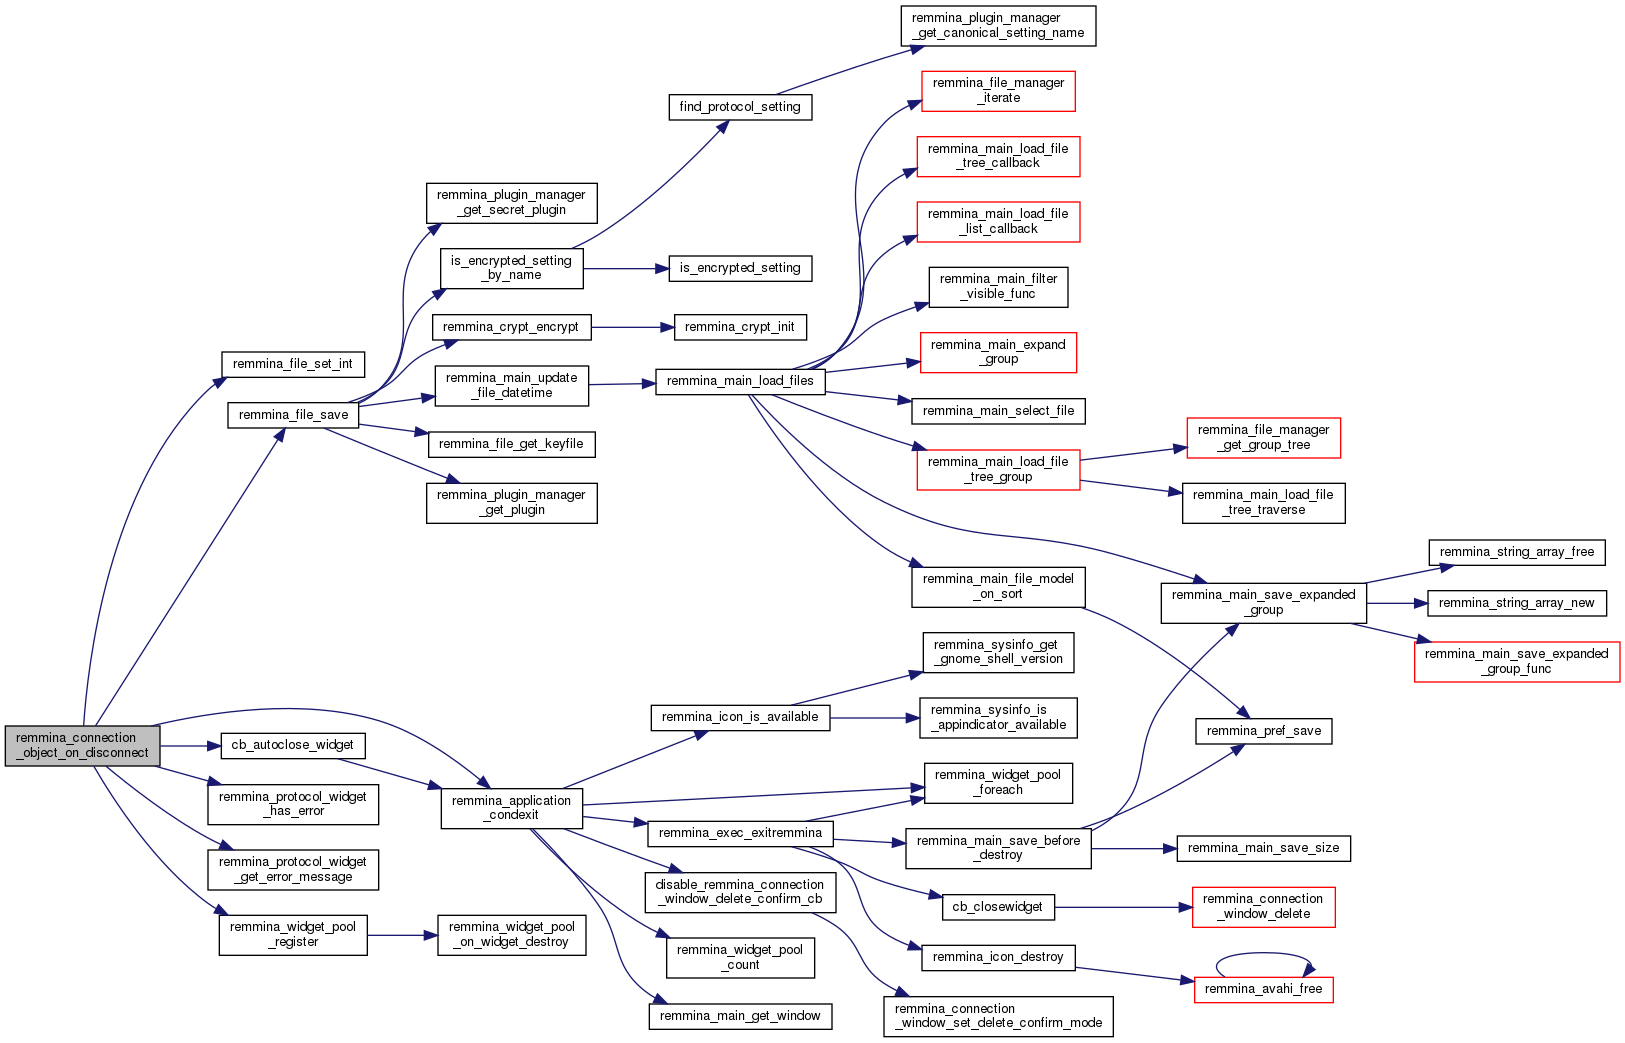 remmina_plugin_manager
_get_canonical_setting_name
remmina_file_manager
_iterate
find_protocol_setting
remmina_main_load_file
_tree_callback
remmina_plugin_manager
_get_secret_plugin
remmina_main_load_file
_list_callback
is_encrypted_setting
_by_name
is_encrypted_setting
remmina_main_filter
_visible_func
remmina_crypt_encrypt
remmina_crypt_init
remmina_main_expand
_group
remmina_file_set_int
remmina_main_update
_file_datetime
remmina_main_load_files
remmina_file_save
remmina_main_select_file
remmina_file_get_keyfile
remmina_file_manager
_get_group_tree
remmina_main_load_file
_tree_group
remmina_plugin_manager
_get_plugin
remmina_main_load_file
_tree_traverse
remmina_string_array_free
remmina_main_file_model
_on_sort
remmina_main_save_expanded
_group
remmina_string_array_new
remmina_sysinfo_get
_gnome_shell_version
remmina_main_save_expanded
_group_func
remmina_icon_is_available
remmina_sysinfo_is
_appindicator_available
remmina_pref_save
remmina_connection
_object_on_disconnect
cb_autoclose_widget
remmina_widget_pool
_foreach
remmina_protocol_widget
_has_error
remmina_application
_condexit
remmina_exec_exitremmina
remmina_main_save_before
_destroy
remmina_main_save_size
remmina_protocol_widget
_get_error_message
disable_remmina_connection
_window_delete_confirm_cb
cb_closewidget
remmina_connection
_window_delete
remmina_widget_pool
_register
remmina_widget_pool
_on_widget_destroy
remmina_widget_pool
_count
remmina_icon_destroy
remmina_avahi_free
remmina_main_get_window
remmina_connection
_window_set_delete_confirm_mode